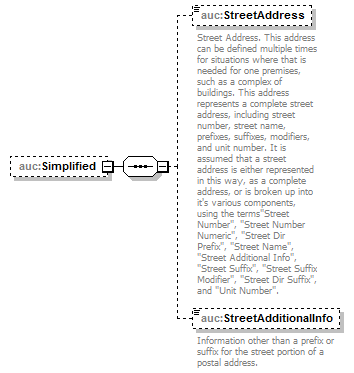 auc:StreetAddress
Street Address. This address
can be defined multiple times
for situations where that is
needed for one premises,
such as a complex of
buildings. This address
represents a complete street
address, including street
number, street name,
prefixes, suffixes, modifiers,
and unit number. It is
assumed that a street
address is either represented
in this way, as a complete
address, or is broken up into
it's various components,
using the terms"Street
Number", "Street Number
Numeric", "Street Dir
Prefix", "Street Name",
"Street Additional Info",
"Street Suffix", "Street Suffix
Modifier", "Street Dir Suffix",
and "Unit Number".
auc:Simplified
auc:StreetAdditionalInfo
Information other than a prefix or
suffix for the street portion of a
postal address.